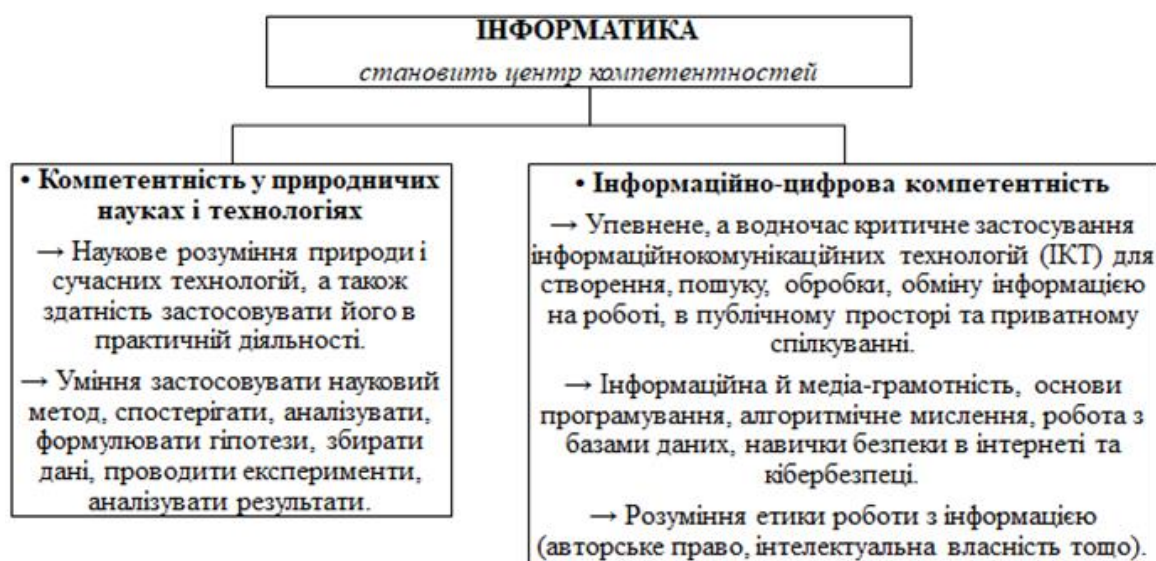 ІНФОРМАТИКА
становить центр компетентностей
• Компетентність у природничих
науках і технологіях
→ Наукове розуміння природи і
сучасних технологій, а також
здатність застосовувати його в
практичній діяльності.
→ Уміння застосовувати науковий
метод, спостерігати, аналізувати,
формулювати гіпотези, збирати
дані, проводити експерименти,
аналізувати результати.
• Інформаційно-цифрова компетентність
→ Упевнене, а водночас критичне застосування
інформаційнокомунікаційних технологій (ІКТ) для
створення, пошуку, обробки, обміну інформацією
на роботі, в публічному просторі та приватному
спілкуванні.
→ Інформаційна й медіа-грамотність, основи
програмування, алгоритмічне мислення, робота з
базами даних, навички безпеки в інтернеті та
кібербезпеці.
→ Розуміння етики роботи з інформацією
(авторське право, інтелектуальна власність тощо).